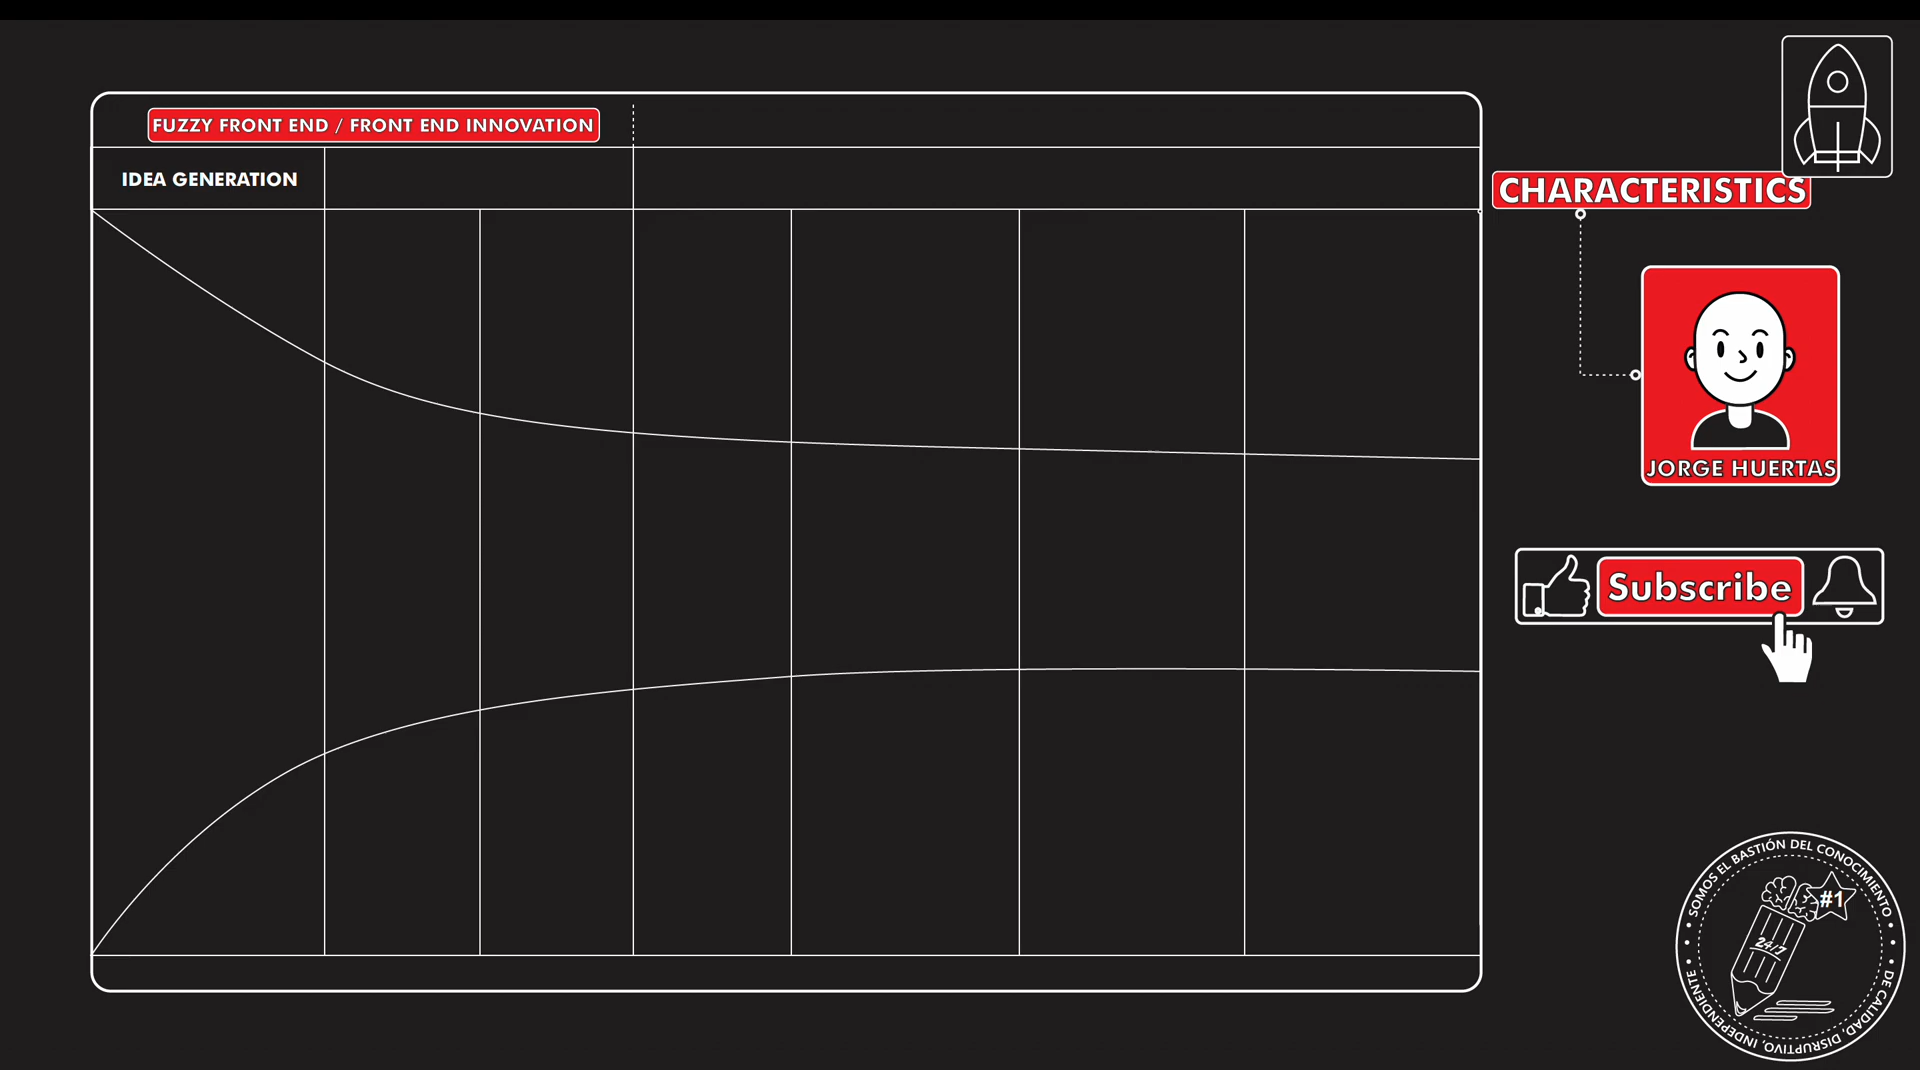 FUZZY FRONT END / FRONT END INNOVATION
IDEA GENERATION
CHARACTERISTICS
JORGE HUERTAS
Subscribe
• SOMOS EL BASTIÓN DEL CONOCIMIENTO •
#1
24/7
• DE CALIDAD, DISRUPTIVO, INDEPENDIENTE •